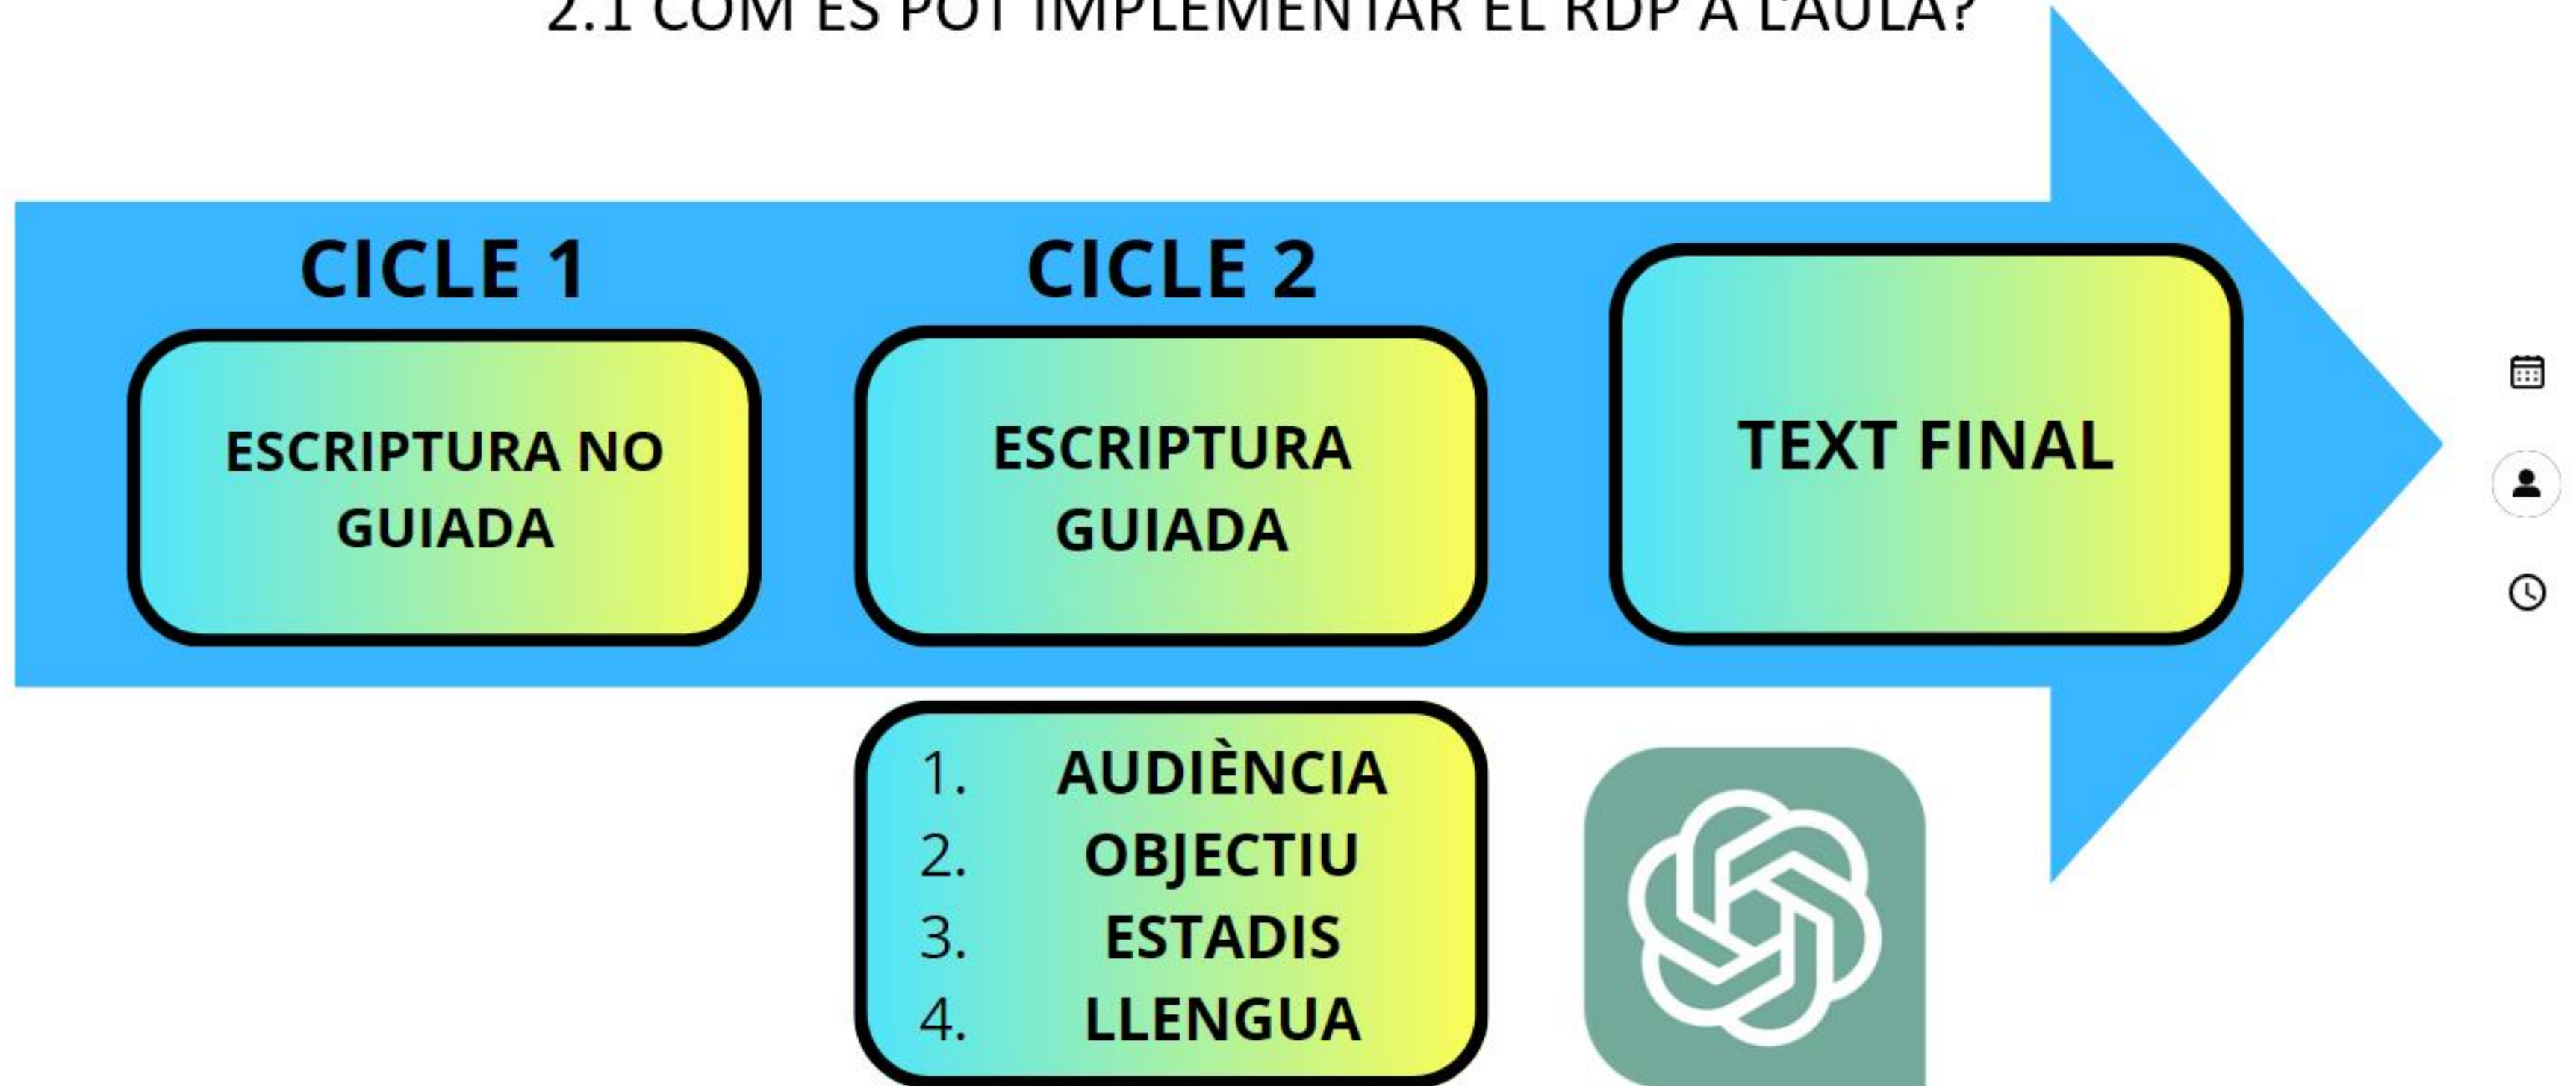 2.1 COM ES POT IMPLEMENTAR EL RDP A L'AULA?
CICLE 1
ESCRIPTURA NO
GUIADA
CICLE 2
ESCRIPTURA
GUIADA
TEXT FINAL
1. AUDIÈNCIA
2. OBJECTIU
3. ESTADIS
4. LLENGUA